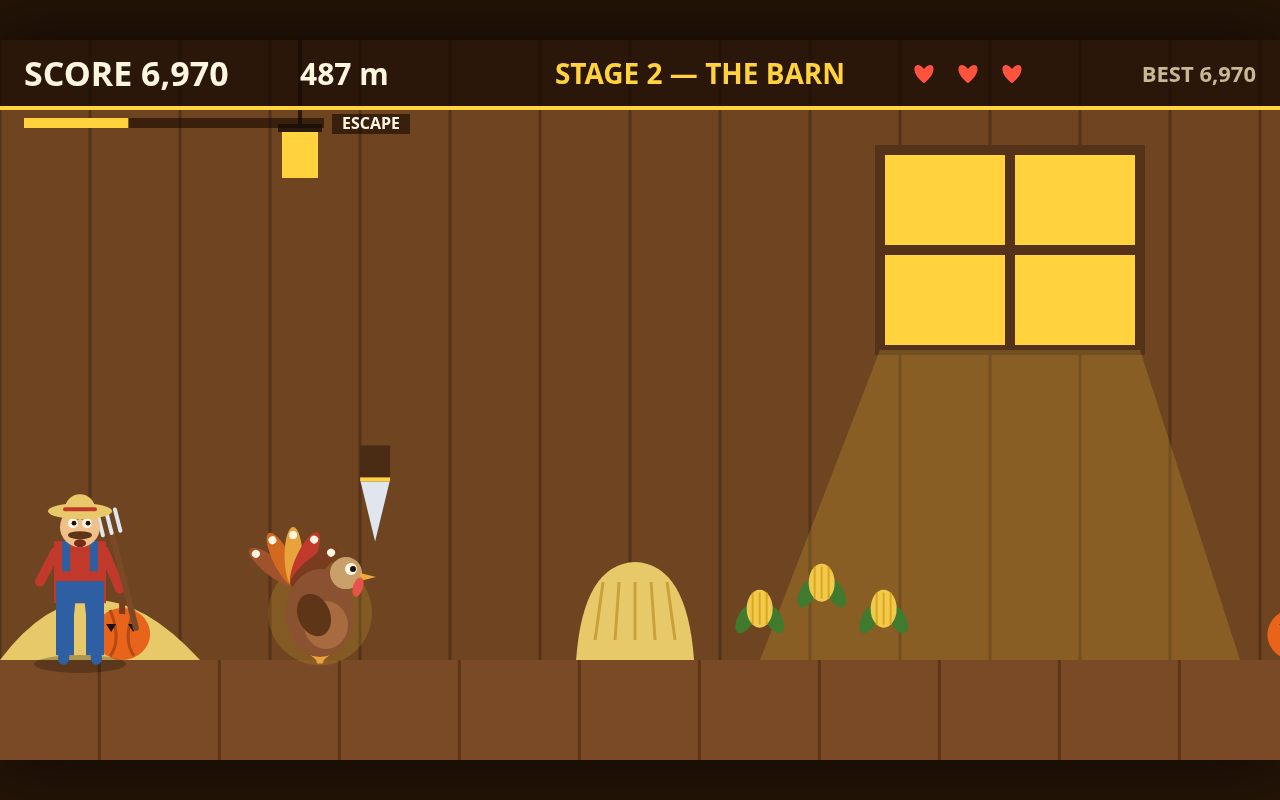 SCORE 6,970
487 m
STAGE 2 — THE BARN
BEST 6,970
ESCAPE